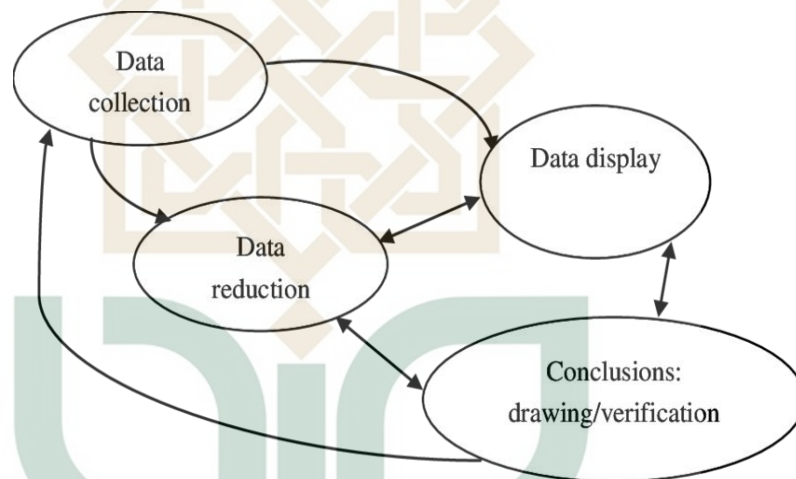 Data
collection
Data display
Data
reduction
Conclusions:
drawing/verification